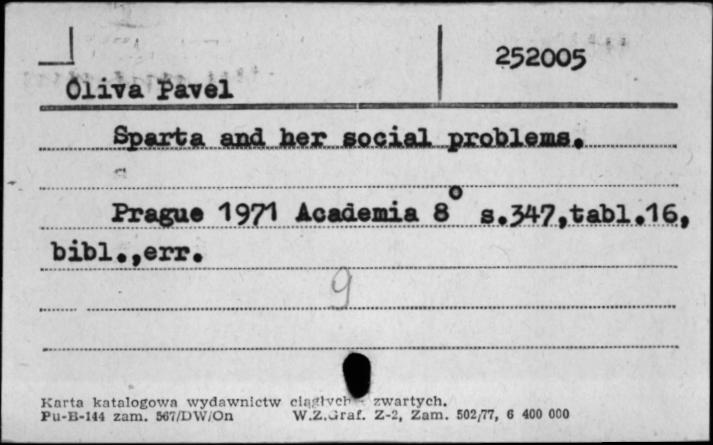 252005
Oliva Pavel
Sparta and her social problems.
Prague 1971 Academia 8° s.347,tabl.16,
bibl.,err.
9
Karta katalogowa wydawnictw ciągłych zwartych.
Pu-B-144 zam. 567/DW/On W.Z.Graf. Z-2, Zam. 502/77, 6 400 000